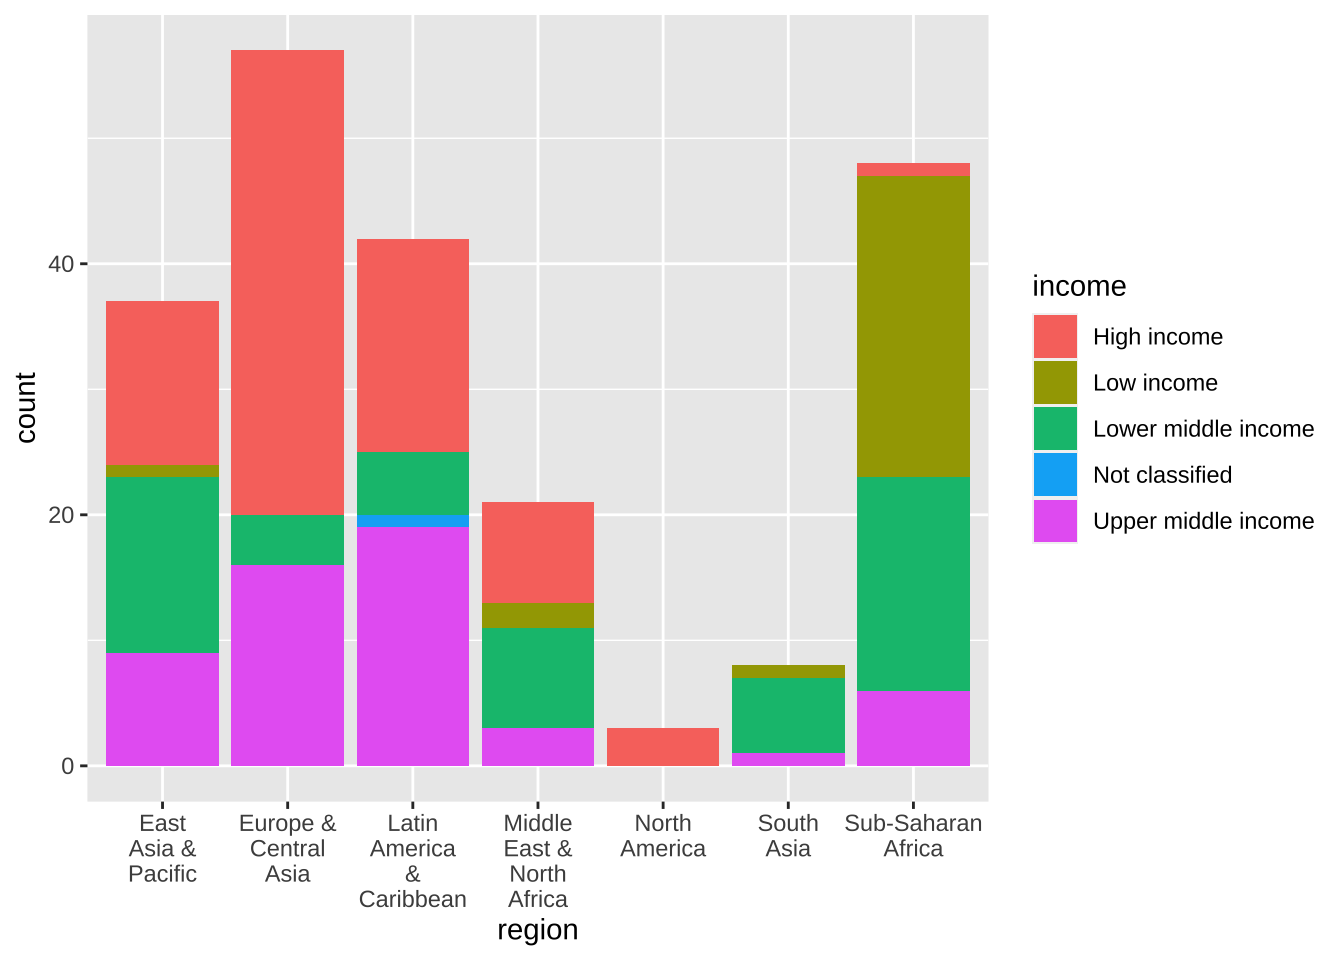 count
40
20
0
East
Asia &
Pacific
Europe &
Central
Asia
Latin
America
&
Caribbean
Middle
East &
North
Africa
North
America
South
Asia
Sub-Saharan
Africa
region
income
High income
Low income
Lower middle income
Not classified
Upper middle income